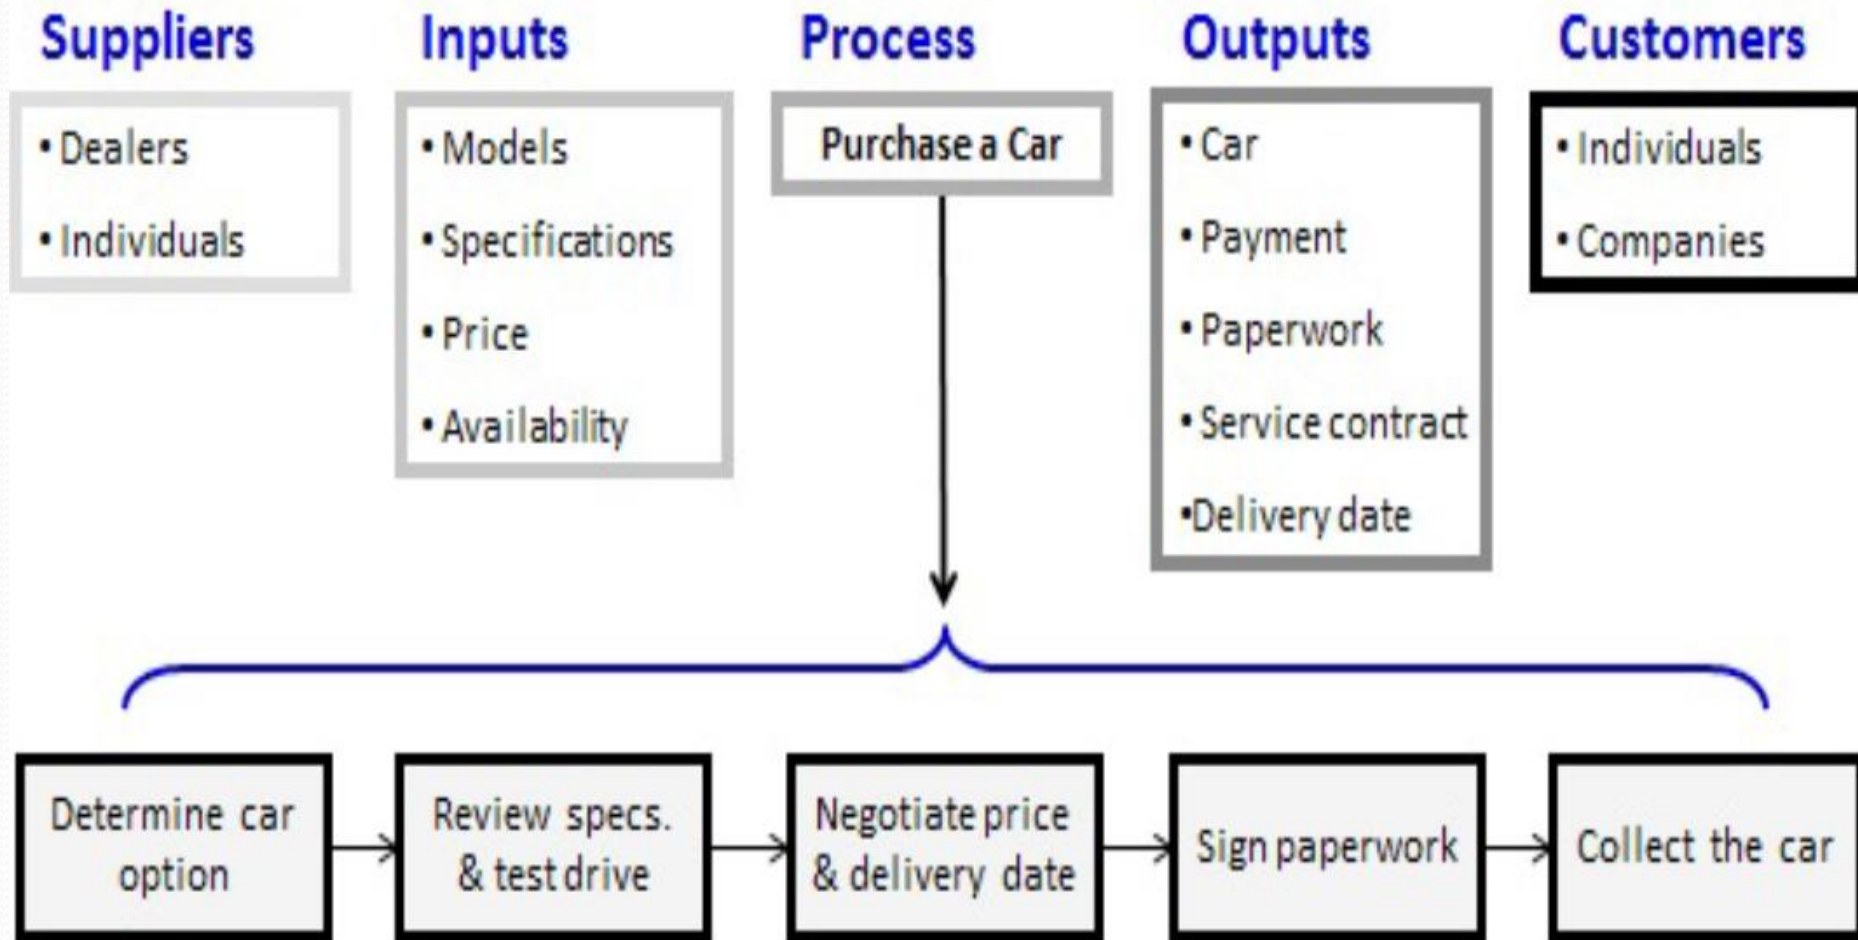 Suppliers
Inputs
Process
Outputs
Customers
• Dealers
• Individuals
• Models
• Specifications
• Price
• Availability
Purchase a Car
• Car
• Payment
• Paperwork
• Service contract
•Delivery date
• Individuals
• Companies
Determine car
option
Review specs.
& test drive
Negotiate price
& delivery date
Sign paperwork
Collect the car